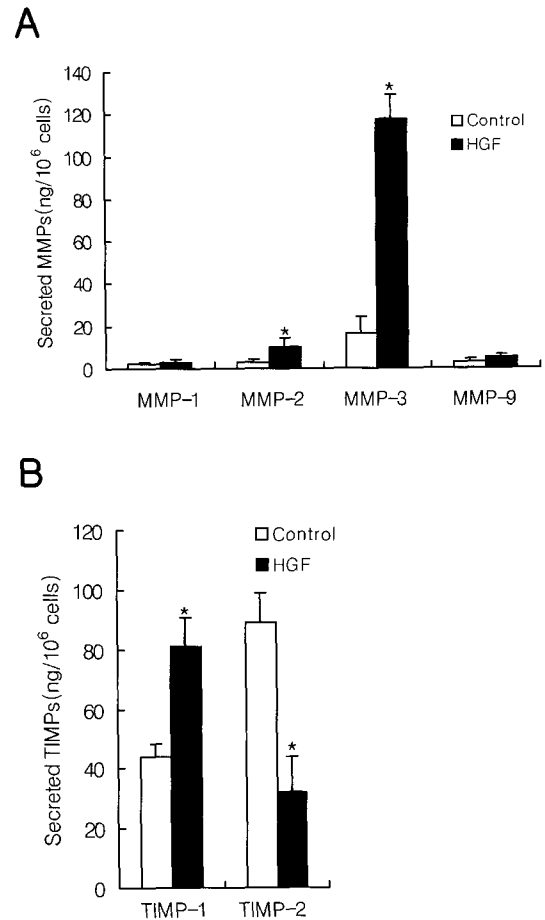 A
Secreted MMPs(ng/10⁶ cells)
140
120
100
80
60
40
20
0
*
*
Control
HGF
MMP-1 MMP-2 MMP-3 MMP-9
B
Secreted TIMPs(ng/10⁶ cells)
120
100
80
60
40
20
0
*
*
Control
HGF
TIMP-1 TIMP-2